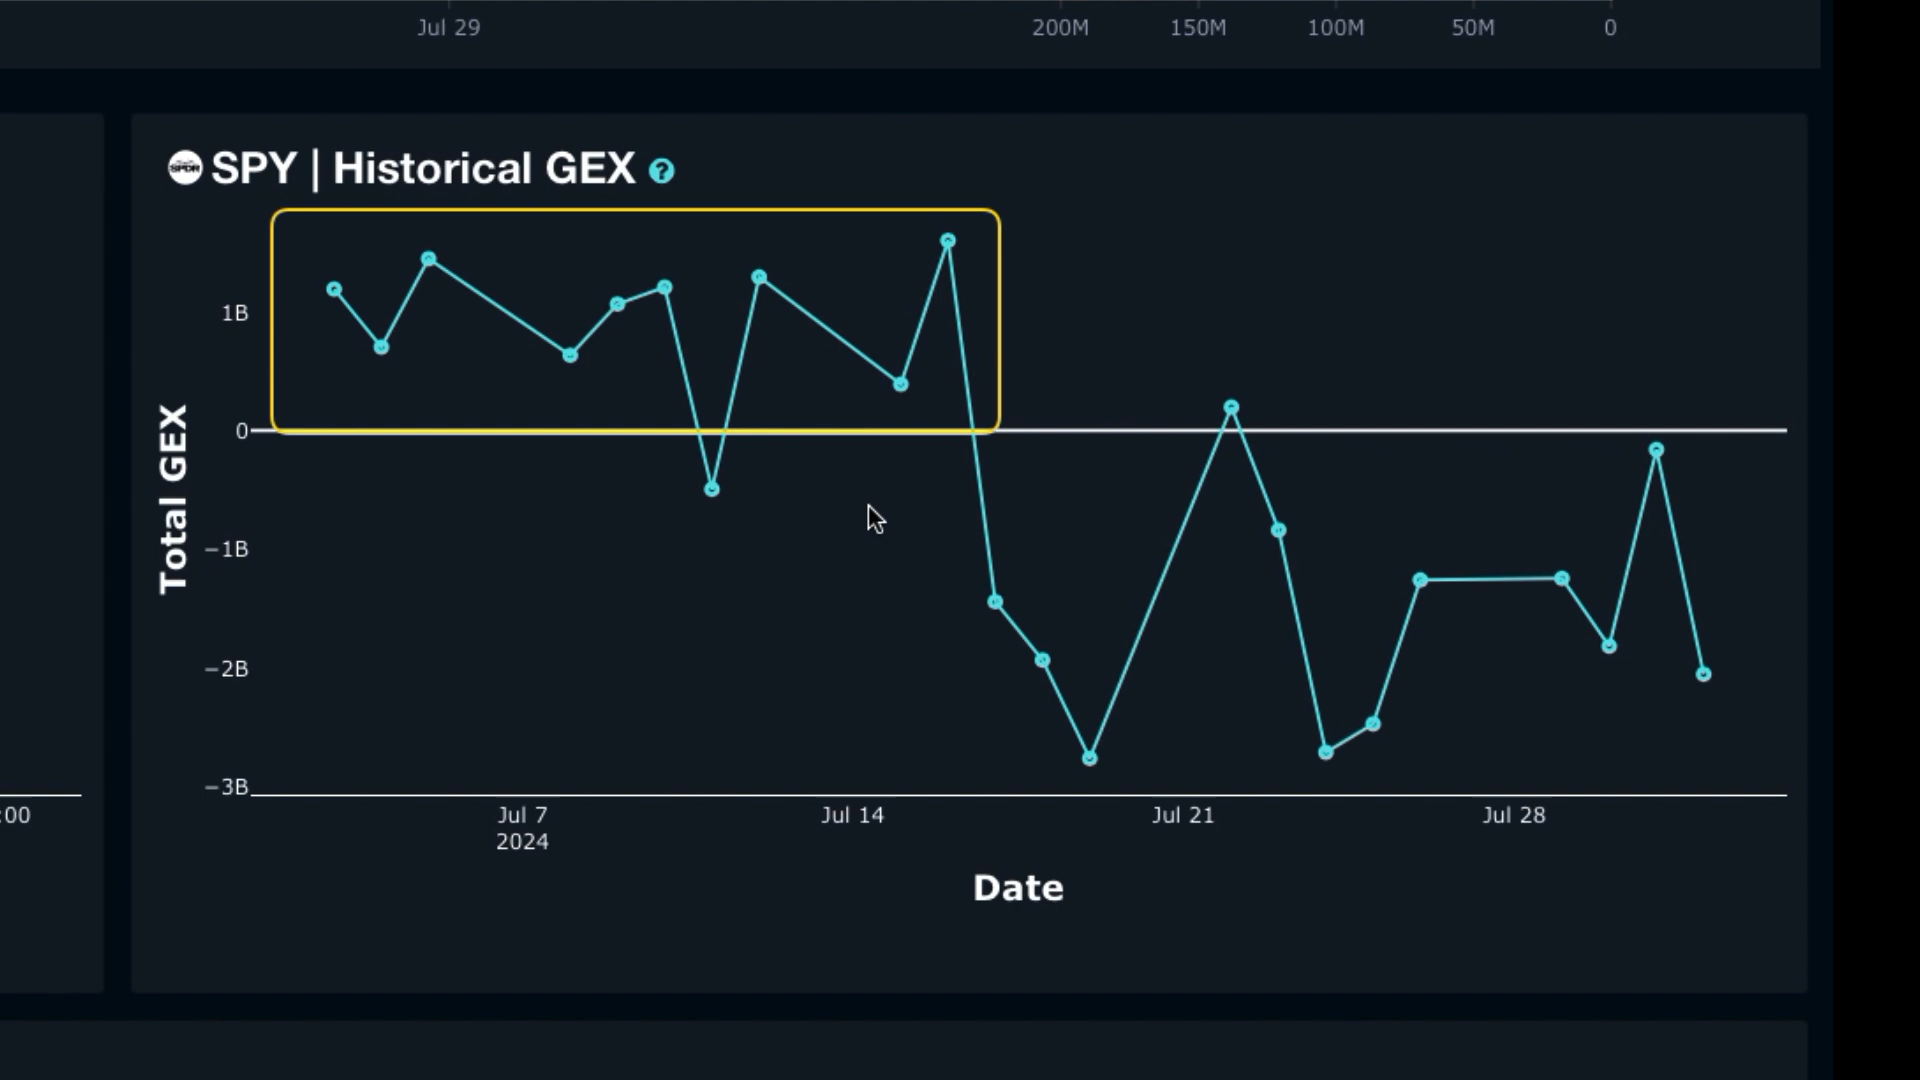 Jul 29
200M 150M 100M 50M 0
SPDR
SPY | Historical GEX ?
Total GEX
1B
0
−1B
−2B
−3B
:00
Jul 7
2024
Jul 14
Jul 21
Jul 28
Date